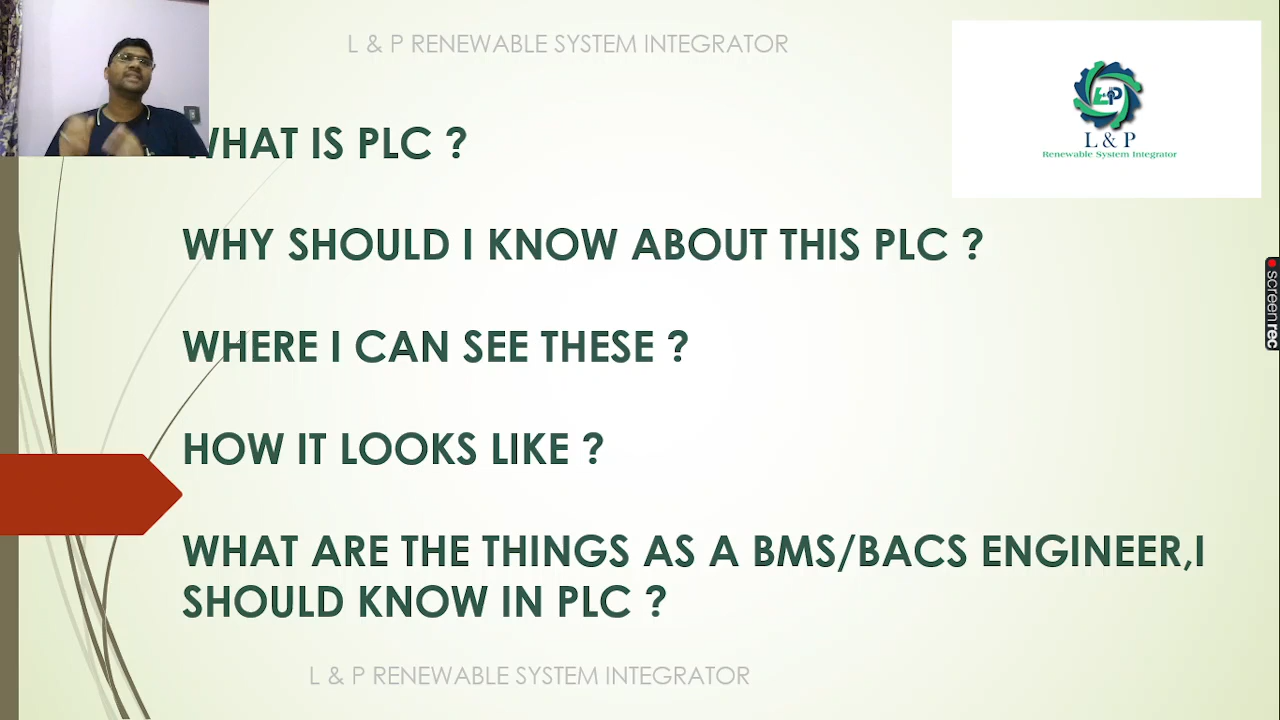 L & P RENEWABLE SYSTEM INTEGRATOR
L&P
L & P
Renewable System Integrator
WHAT IS PLC ?
WHY SHOULD I KNOW ABOUT THIS PLC ?
WHERE I CAN SEE THESE ?
HOW IT LOOKS LIKE ?
WHAT ARE THE THINGS AS A BMS/BACS ENGINEER,I
SHOULD KNOW IN PLC ?
L & P RENEWABLE SYSTEM INTEGRATOR
screenrec